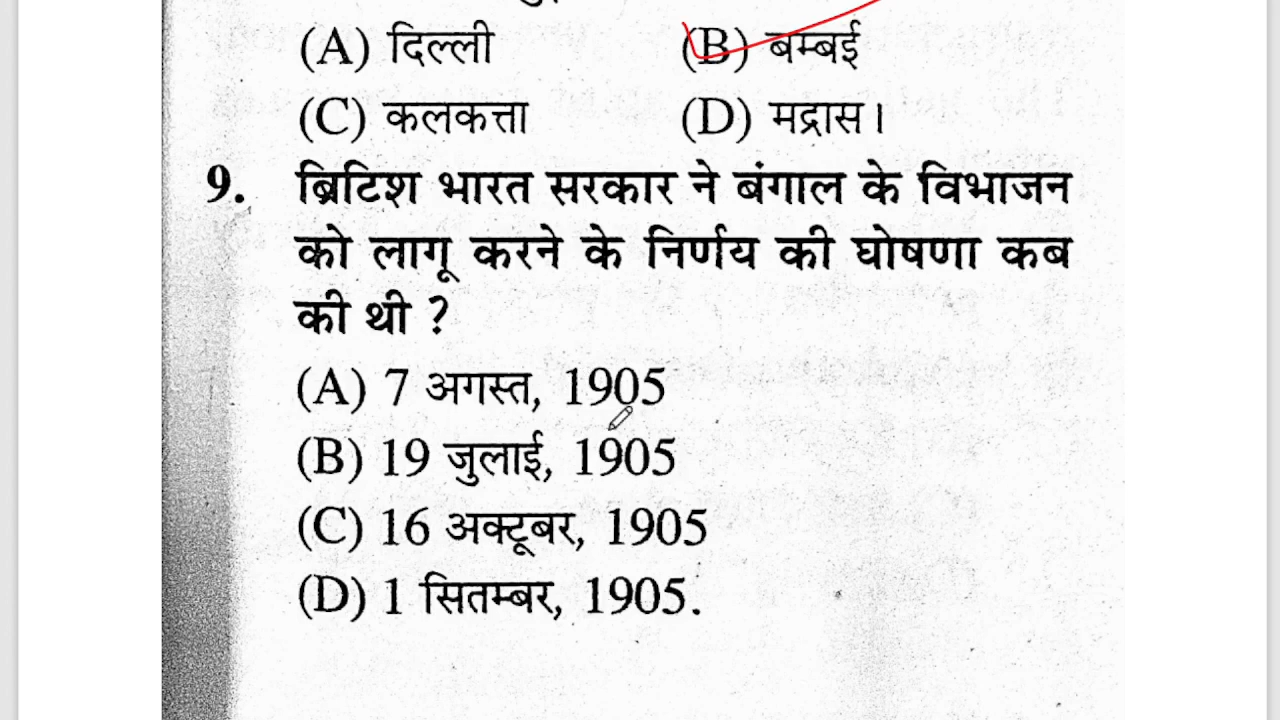 (A) दिल्ली (B) बम्बई
(C) कलकत्ता (D) मद्रास।
9. ब्रिटिश भारत सरकार ने बंगाल के विभाजन
को लागू करने के निर्णय की घोषणा कब
की थी ?
(A) 7 अगस्त, 1905
(B) 19 जुलाई, 1905
(C) 16 अक्टूबर, 1905
(D) 1 सितम्बर, 1905.